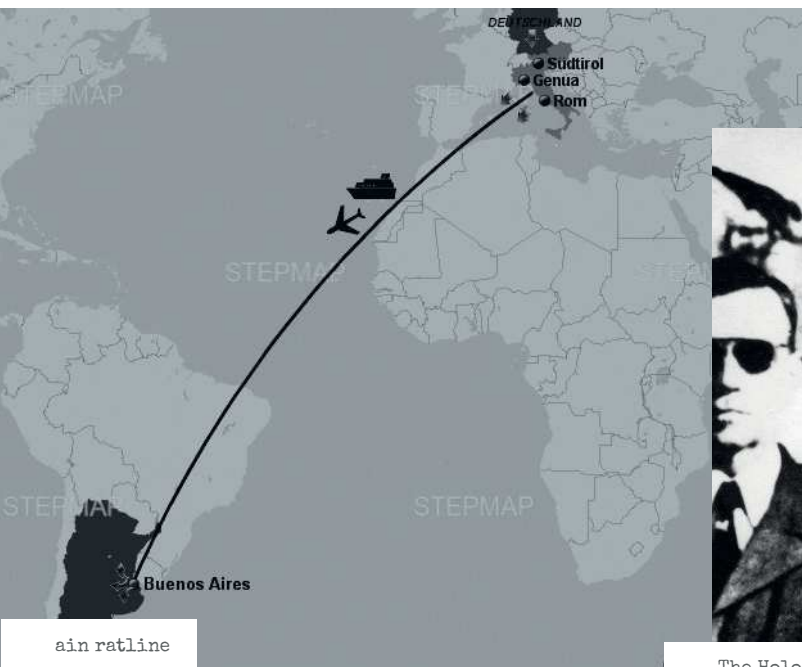 DEUTSCHLAND
Südtirol
Genua
Rom
STEPMAP
STEPMAP
STEPMAP
STEPMAP
STEPMAP
Buenos Aires
ain ratline